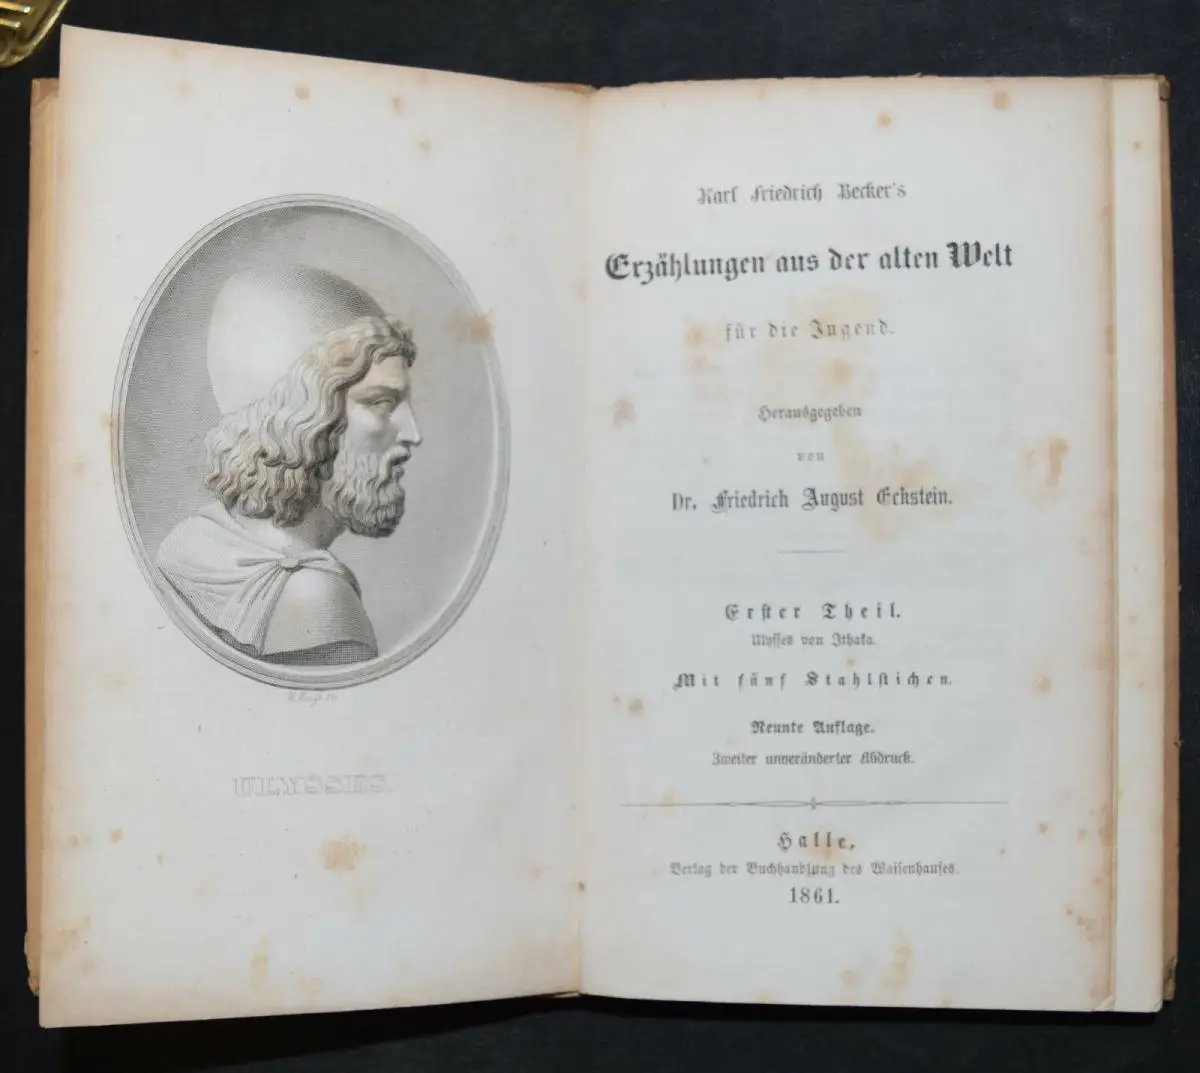 ULYSSES.
Karl Friedrich Becker's
Erzählungen aus der alten Welt
für die Jugend.
Herausgegeben
von
Dr. Friedrich August Eckstein.
Erster Theil.
Ulysses von Ithaka.
Mit fünf Stahlstichen.
Neunte Auflage.
Zweiter unveränderter Abdruck.
Halle,
Verlag der Buchhandlung des Waisenhauses.
1861.